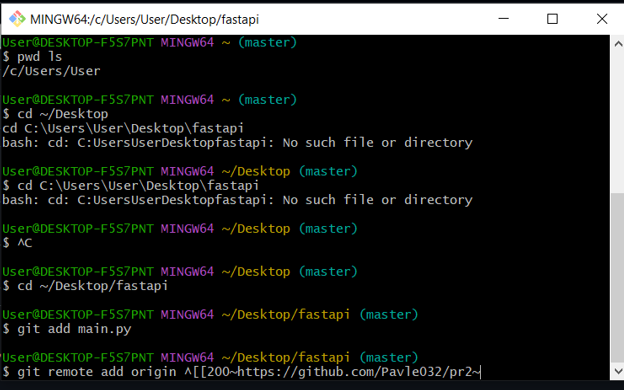 MINGW64:/c/Users/User/Desktop/fastapi
User@DESKTOP-F5S7PNT MINGW64 ~ (master)
$ pwd ls
/c/Users/User
User@DESKTOP-F5S7PNT MINGW64 ~ (master)
$ cd ~/Desktop
cd C:\Users\User\Desktop\fastapi
bash: cd: C:UsersUserDesktopfastapi: No such file or directory
User@DESKTOP-F5S7PNT MINGW64 ~/Desktop (master)
$ cd C:\Users\User\Desktop\fastapi
bash: cd: C:UsersUserDesktopfastapi: No such file or directory
User@DESKTOP-F5S7PNT MINGW64 ~/Desktop (master)
$ ^C
User@DESKTOP-F5S7PNT MINGW64 ~/Desktop (master)
$ cd ~/Desktop/fastapi
User@DESKTOP-F5S7PNT MINGW64 ~/Desktop/fastapi (master)
$ git add main.py
User@DESKTOP-F5S7PNT MINGW64 ~/Desktop/fastapi (master)
$ git remote add origin ^[[200~https://github.com/Pavle032/pr2~